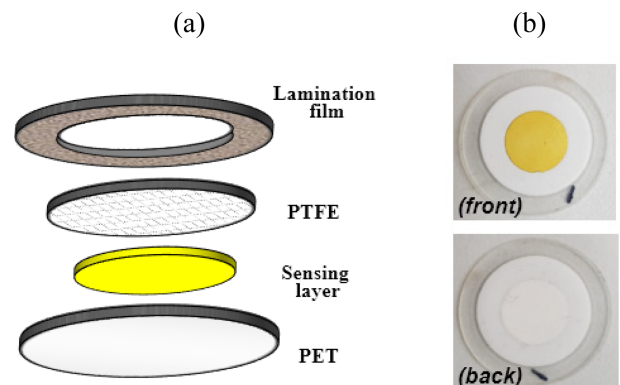 (a)
(b)
Lamination
film
PTFE
Sensing
layer
PET
(front)
(back)